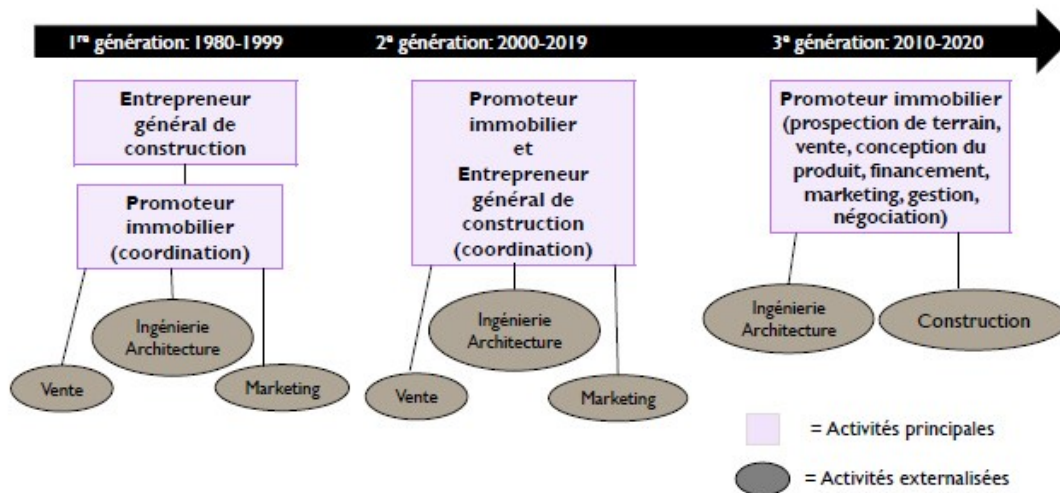 1re génération: 1980-1999
2e génération: 2000-2019
3e génération: 2010-2020
Entrepreneur
général de
construction
Promoteur
immobilier
(coordination)
Ingénierie
Architecture
Vente
Marketing
Promoteur
immobilier
et
Entrepreneur
général de
construction
(coordination)
Ingénierie
Architecture
Vente
Marketing
Promoteur immobilier
(prospection de terrain,
vente, conception du
produit, financement,
marketing, gestion,
négociation)
Ingénierie
Architecture
Construction
= Activités principales
= Activités externalisées